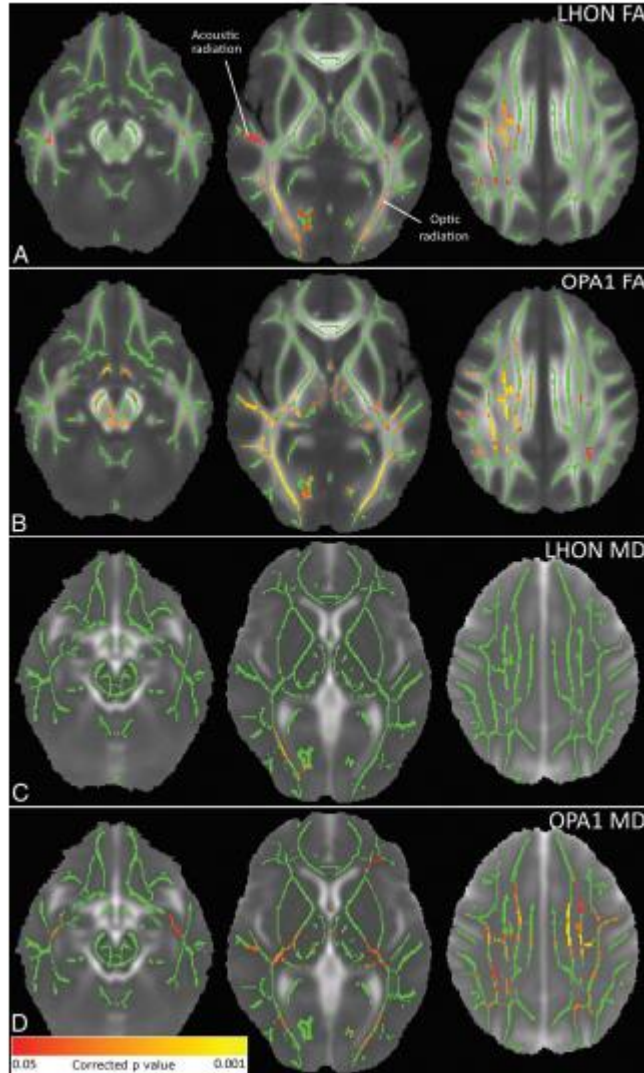 LHON FA
Acoustic
radiation
Optic
radiation
A
OPA1 FA
B
LHON MD
C
OPA1 MD
D
0.05 Corrected p value 0.001